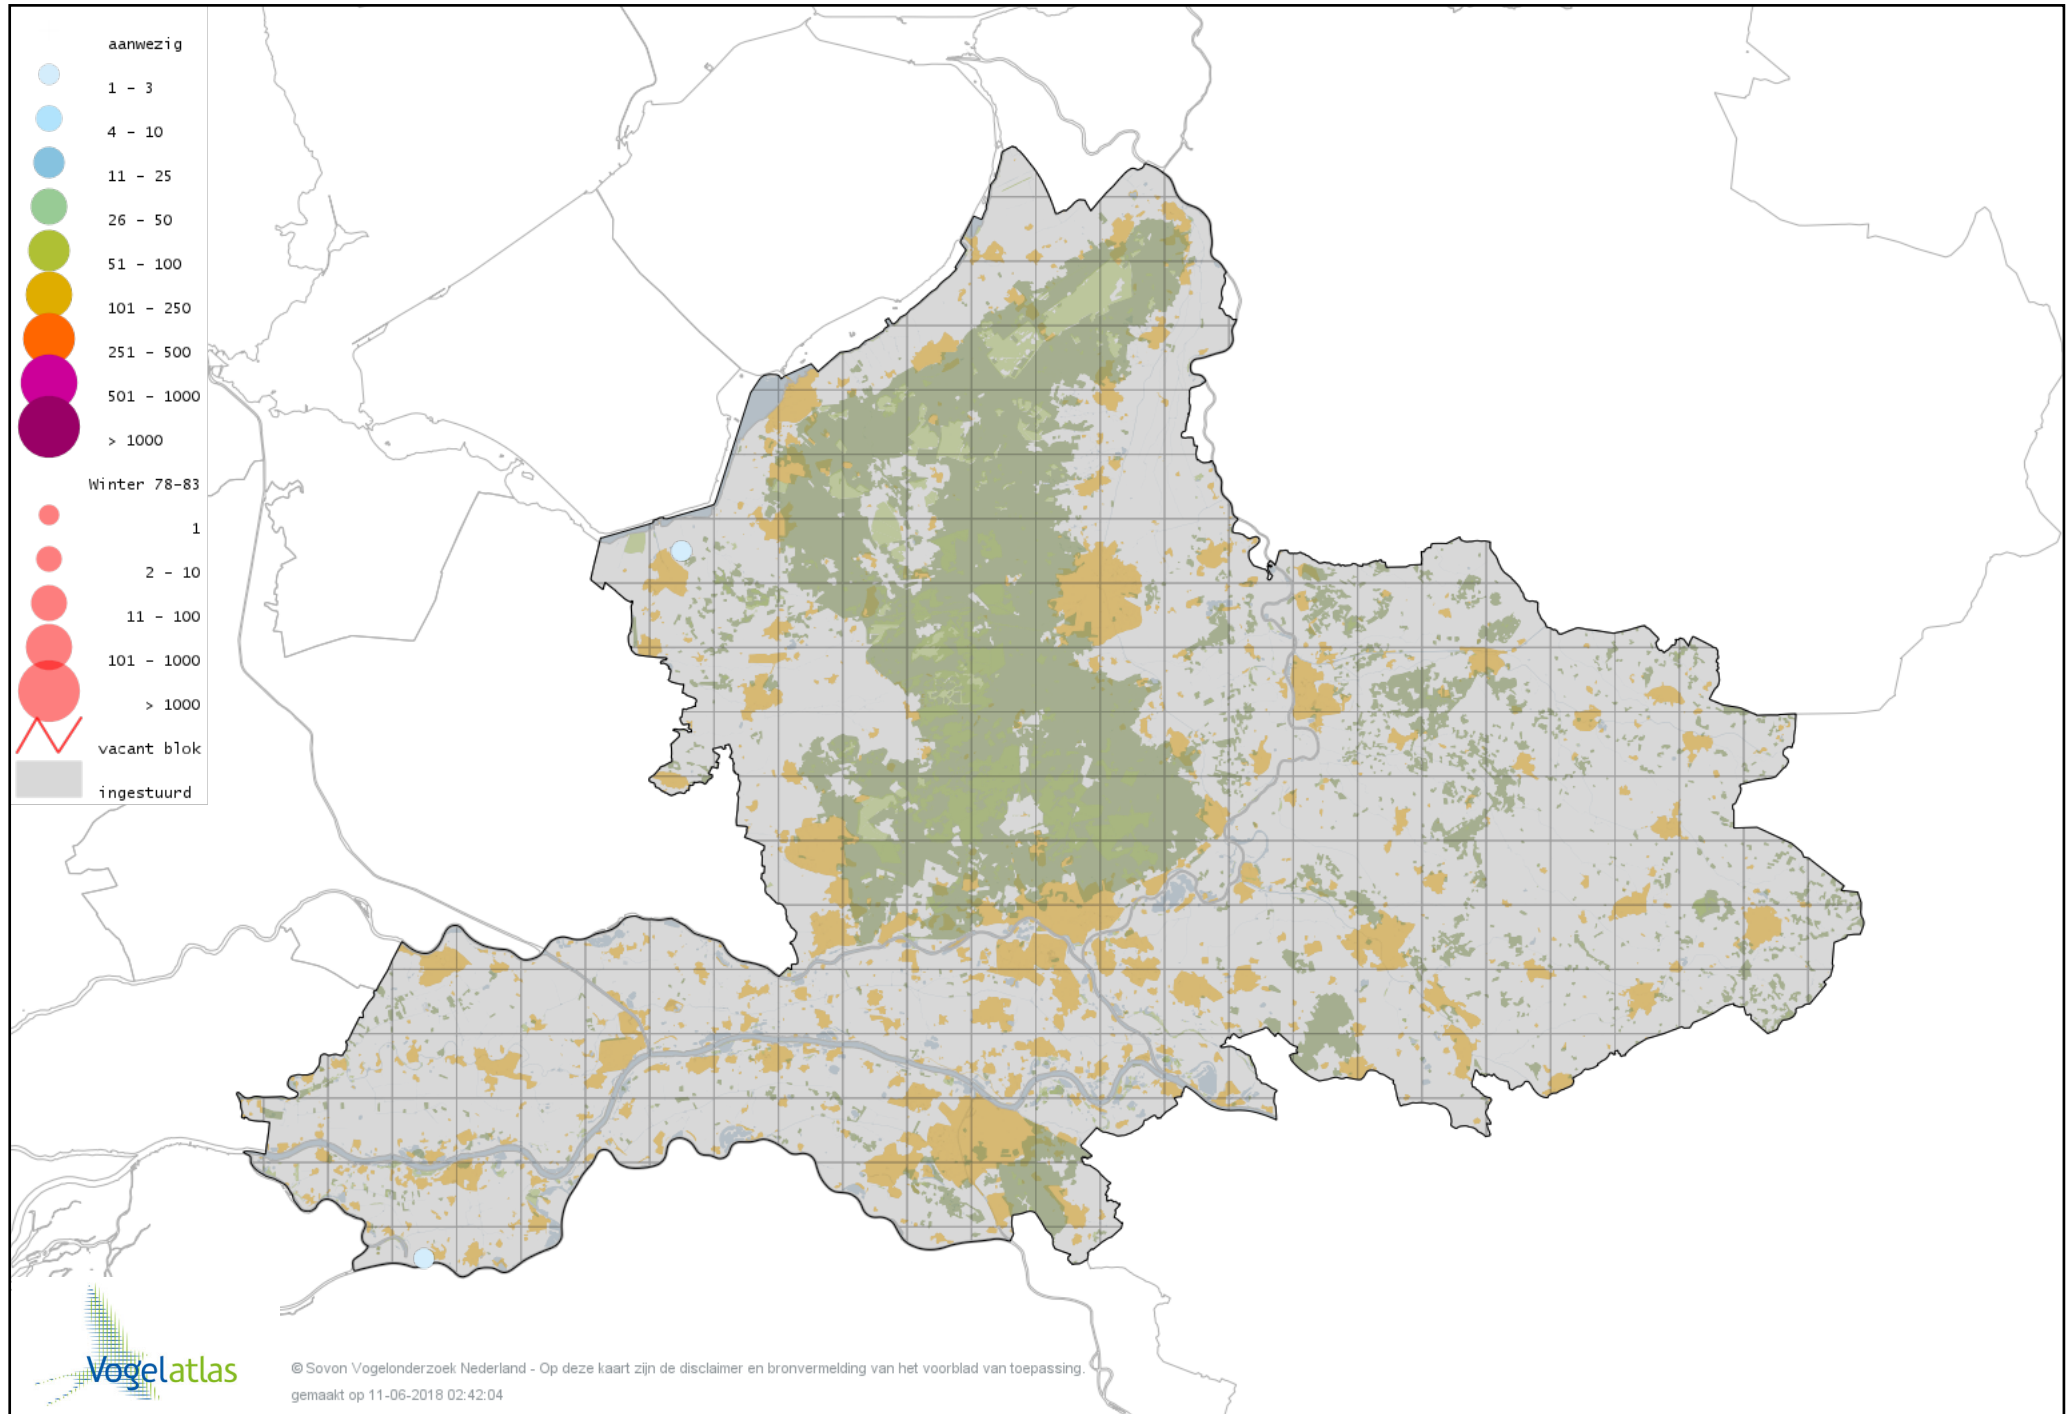 aanwezig
1 - 3
4 - 10
11 - 25
26 - 50
51 - 100
101 - 250
251 - 500
501 - 1000
> 1000
Winter 78-83
1
2 - 10
11 - 100
101 - 1000
> 1000
vacant blok
ingestuurd
Vogelatlas
© Sovon Vogelonderzoek Nederland - Op deze kaart zijn de disclaimer en bronvermelding van het voorblad van toepassing.
gemaakt op 11-06-2018 02:42:04